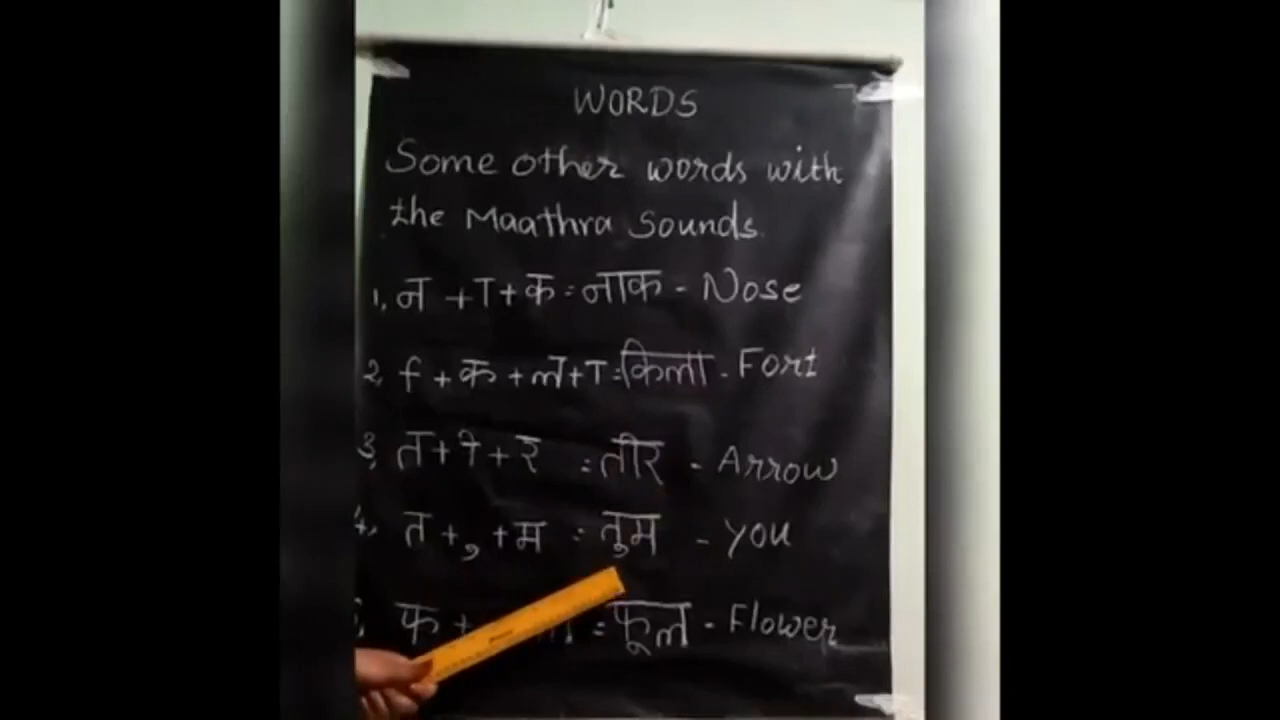 WORDS
Some other words with
the Maathra Sounds.
1, न + ा + क = नाक - Nose
2, ि + क + ल + ा = किला - Fort
3, त + ी + र = तीर - Arrow
4, त + ु + म = तुम - you
फ + = फूल - Flower